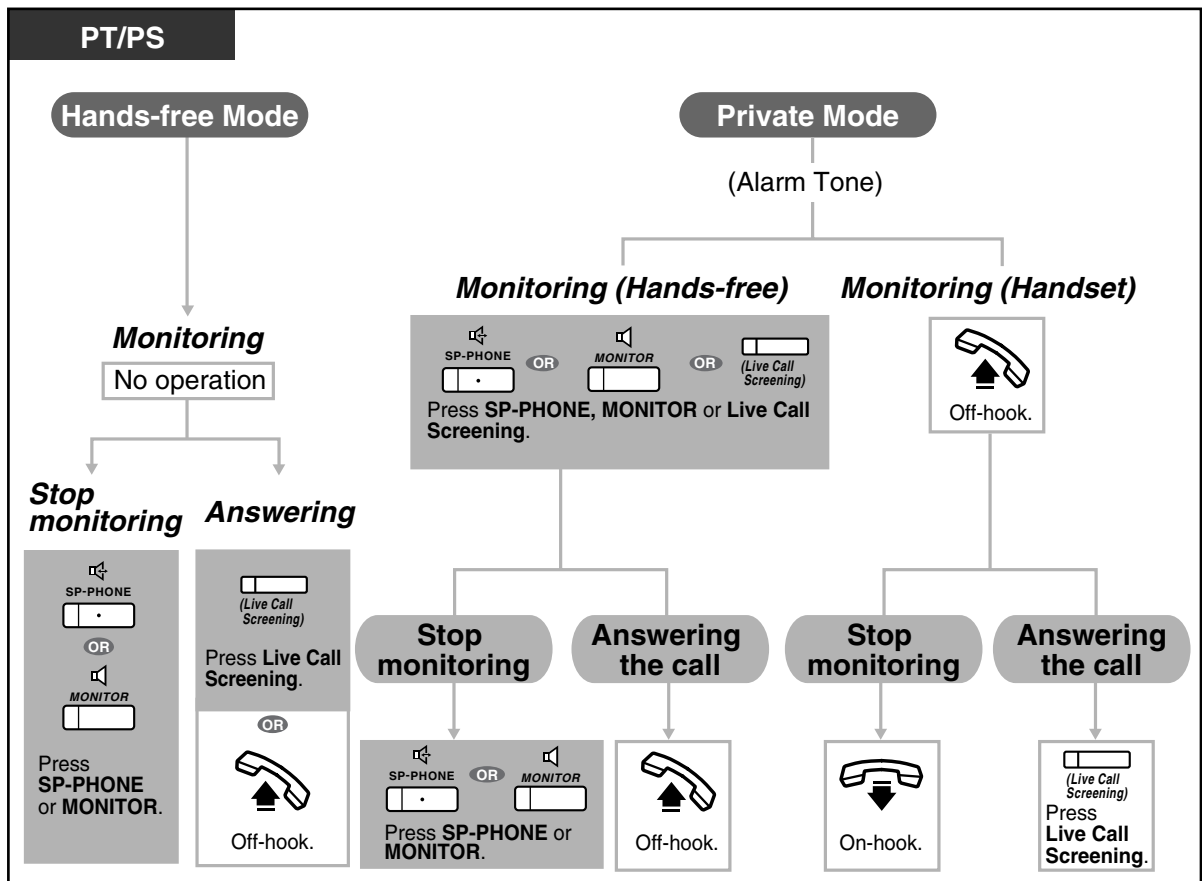 PT/PS
Hands-free Mode
Private Mode
(Alarm Tone)
Monitoring
No operation
Stop
monitoring
SP-PHONE
OR
MONITOR
Press
SP-PHONE
or MONITOR.
Answering
(Live Call
Screening)
Press Live Call
Screening.
OR
Off-hook.
Monitoring (Hands-free)
SP-PHONE
OR
MONITOR
OR
(Live Call
Screening)
Press SP-PHONE, MONITOR or Live Call
Screening.
Stop
monitoring
SP-PHONE
OR
MONITOR
Press SP-PHONE or
MONITOR.
Answering
the call
Off-hook.
Monitoring (Handset)
Off-hook.
Stop
monitoring
On-hook.
Answering
the call
(Live Call
Screening)
Press
Live Call
Screening.